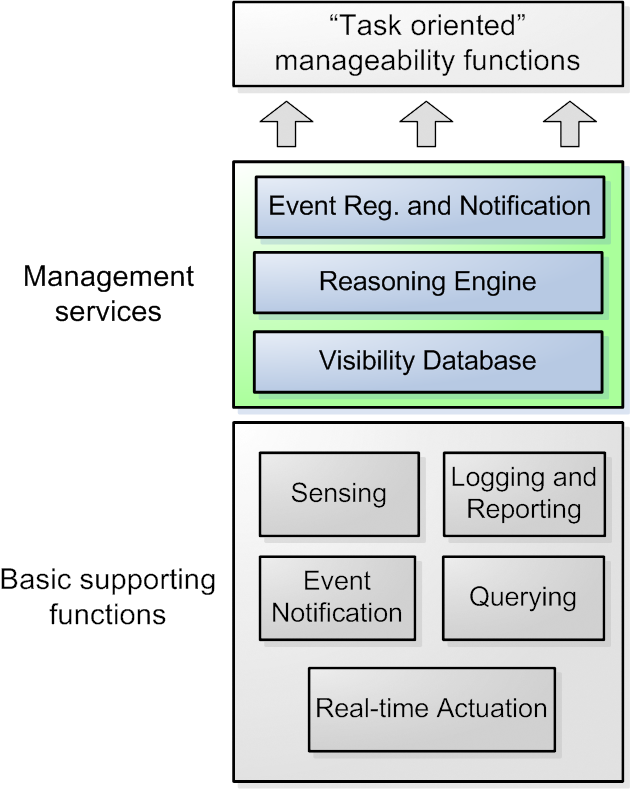 “Task oriented”
manageability functions
Event Reg. and Notification
Management
services
Reasoning Engine
Visibility Database
Sensing
Logging and
Reporting
Basic supporting
functions
Event
Notification
Querying
Real-time Actuation